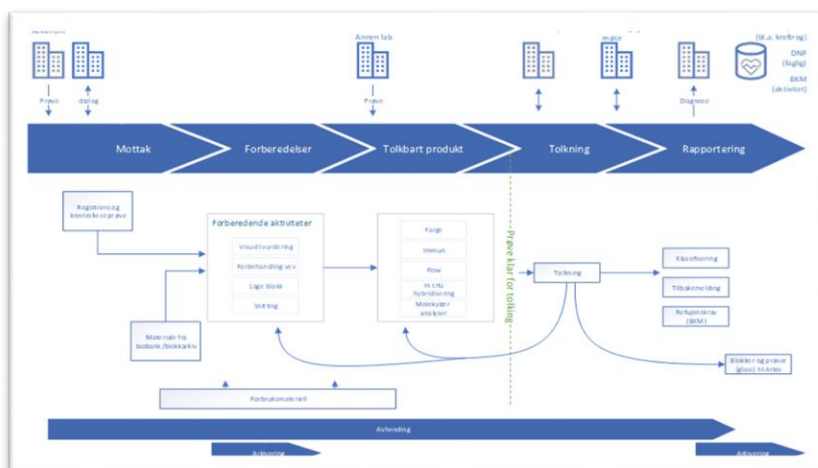 Annen lab
møte
(bl.a. kreftreg)
DNP
(faglig)
BKM
(aktivitet)
Prøve
dialog
Prøve
Diagnose
Mottak
Forberedelser
Tolkbart produkt
Tolkning
Rapportering
Registrere og
kontrollere prøve
Forberedende aktiviteter
Visuell vurdering
Forbehandling vev
Lage blokk
Snitting
Farge
Immun
Flow
In situ
hybridisering
Molekylær
analyser
Prøve klar for tolking
Tolkning
Klassifisering
Tilbakemelding
Refusjonskrav
(BKM)
Materiale fra
biobank/blokkarkiv
Blokker og prøver
(glass) til Arkiv
Forbruksmateriell
Avhending
Arkivering
Arkivering